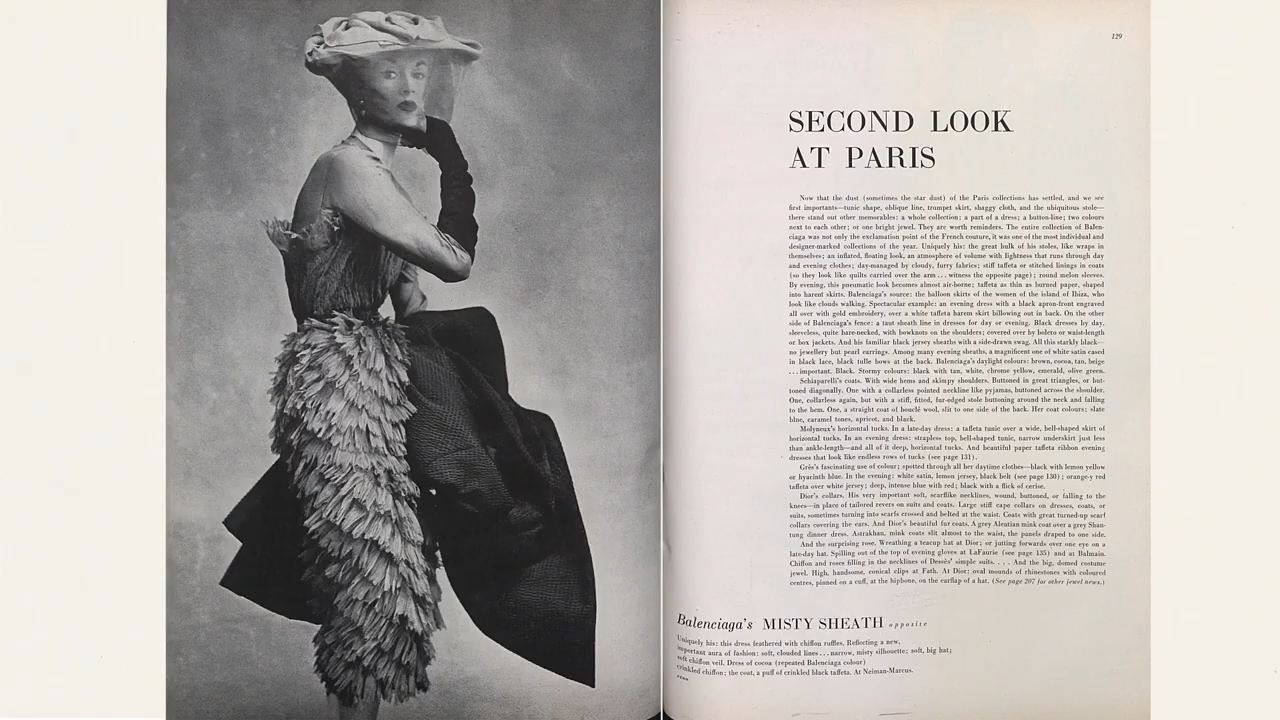 129
SECOND LOOK
AT PARIS
Now that the dust (sometimes the star dust) of the Paris collections has settled, and we see
first importants—tunic shape, oblique line, trumpet skirt, shaggy cloth, and the ubiquitous stole—
there stand out other memorables: a whole collection; a part of a dress; a button-line; two colours
next to each other; or one bright jewel. They are worth reminders. The entire collection of Balen-
ciaga was not only the exclamation point of the French couture, it was one of the most individual and
designer-marked collections of the year. Uniquely his: the great bulk of his stoles, like wraps in
themselves; an inflated, floating look, an atmosphere of volume with lightness that runs through day
and evening clothes; day-managed by cloudy, furry fabrics; stiff taffeta or stitched linings in coats
(so they look like quilts carried over the arm . . . witness the opposite page); round melon sleeves.
By evening, this pneumatic look becomes almost air-borne; taffeta as thin as burned paper, shaped
into harem skirts. Balenciaga's source: the balloon skirts of the women of the island of Ibiza, who
look like clouds walking. Spectacular example: an evening dress with a black apron-front engraved
all over with gold embroidery, over a white taffeta harem skirt billowing out in back. On the other
side of Balenciaga's fence: a taut sheath line in dresses for day or evening. Black dresses by day,
sleeveless, quite bare-necked, with bowknots on the shoulders; covered over by bolero or waist-length
or box jackets. And his familiar black jersey sheaths with a side-drawn swag. All this starkly black—
no jewellery but pearl earrings. Among many evening sheaths, a magnificent one of white satin cased
in black lace, black tulle bows at the back. Balenciaga's daylight colours: brown, cocoa, tan, beige
. . . important. Black. Stormy colours: black with tan, white, chrome yellow, emerald, olive green.
Schiaparelli's coats. With wide hems and skimpy shoulders. Buttoned in great triangles, or but-
toned diagonally. One with a collarless pointed neckline like pyjamas, buttoned across the shoulder.
One, collarless again, but with a stiff, fitted, fur-edged stole buttoning around the neck and falling
to the hem. One, a straight coat of bouclé wool, slit to one side of the back. Her coat colours: slate
blue, caramel tones, apricot, and black.
Molyneux's horizontal tucks. In a late-day dress: a taffeta tunic over a wide, bell-shaped skirt of
horizontal tucks. In an evening dress: strapless top, bell-shaped tunic, narrow underskirt just less
than ankle-length—and all of it deep, horizontal tucks. And beautiful paper taffeta ribbon evening
dresses that look like endless rows of tucks (see page 131).
Grès's fascinating use of colour; spotted through all her daytime clothes—black with lemon yellow
or hyacinth blue. In the evening: white satin, lemon jersey, black belt (see page 130); orange-y red
taffeta over white jersey; deep, intense blue with red; black with a flick of cerise.
Dior's collars. His very important soft, scarflike necklines, wound, buttoned, or falling to the
knees—in place of tailored revers on suits and coats. Large stiff cape collars on dresses, coats, or
suits, sometimes turning into scarfs crossed and belted at the waist. Coats with great turned-up scarf
collars covering the ears. And Dior's beautiful fur coats. A grey Aleutian mink coat over a grey Shan-
tung dinner dress. Astrakhan, mink coats slit almost to the waist, the panels draped to one side.
And the surprising rose. Wreathing a teacup hat at Dior; or jutting forwards over one eye on a
late-day hat. Spilling out of the top of evening gloves at LaFaurie (see page 135) and at Balmain.
Chiffon and roses filling in the necklines of Dessès' simple suits. . . . And the big, domed costume
jewel. High, handsome, conical clips at Fath. At Dior: oval mounds of rhinestones with coloured
centres, pinned on a cuff, at the hipbone, on the earflap of a hat. (See page 207 for other jewel news.)
Balenciaga's MISTY SHEATH opposite
Uniquely his: this dress feathered with chiffon ruffles. Reflecting a new,
important aura of fashion: soft, clouded lines . . . narrow, misty silhouette; soft, big hat;
soft chiffon veil. Dress of cocoa (repeated Balenciaga colour)
crinkled chiffon; the coat, a puff of crinkled black taffeta. At Neiman-Marcus.